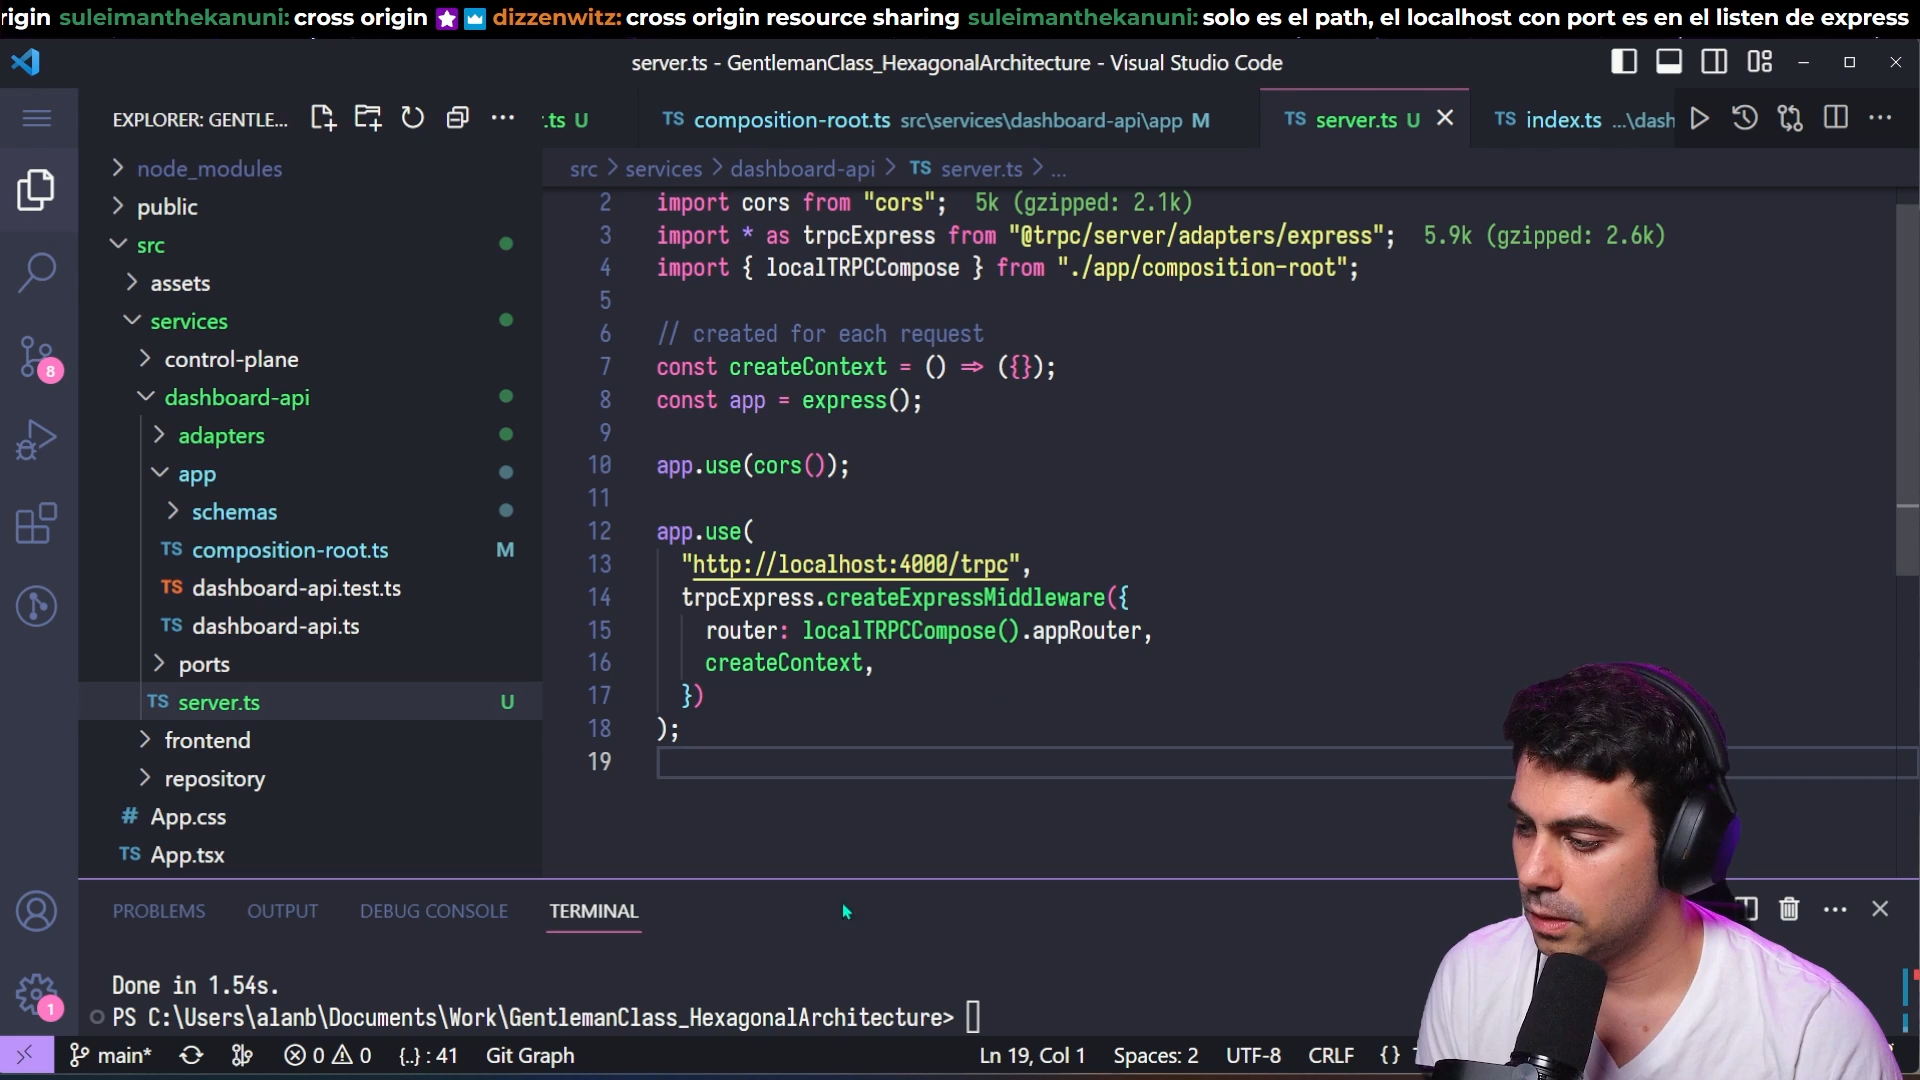 rigin suleimanthekanuni: cross origin dizzenwitz: cross origin resource sharing suleimanthekanuni: solo es el path, el localhost con port es en el listen de express
server.ts - GentlemanClass_HexagonalArchitecture - Visual Studio Code
EXPLORER: GENTLE...
.ts U
TS composition-root.ts src\services\dashboard-api\app M
TS server.ts U
TS index.ts ...\dash
src > services > dashboard-api > TS server.ts > ...
node_modules
public
src
assets
services
control-plane
dashboard-api
adapters
app
schemas
TS composition-root.ts M
TS dashboard-api.test.ts
TS dashboard-api.ts
ports
TS server.ts U
frontend
repository
# App.css
TS App.tsx
8
1
2 import cors from "cors"; 5k (gzipped: 2.1k)
3 import * as trpcExpress from "@trpc/server/adapters/express"; 5.9k (gzipped: 2.6k)
4 import { localTRPCCompose } from "./app/composition-root";
5
6 // created for each request
7 const createContext = () => ({});
8 const app = express();
9
10 app.use(cors());
11
12 app.use(
13 "http://localhost:4000/trpc",
14 trpcExpress.createExpressMiddleware({
15 router: localTRPCCompose().appRouter,
16 createContext,
17 })
18 );
19
PROBLEMS OUTPUT DEBUG CONSOLE TERMINAL
Done in 1.54s.
PS C:\Users\alanb\Documents\Work\GentlemanClass_HexagonalArchitecture>
main* 0 0 {..} : 41 Git Graph Ln 19, Col 1 Spaces: 2 UTF-8 CRLF {}